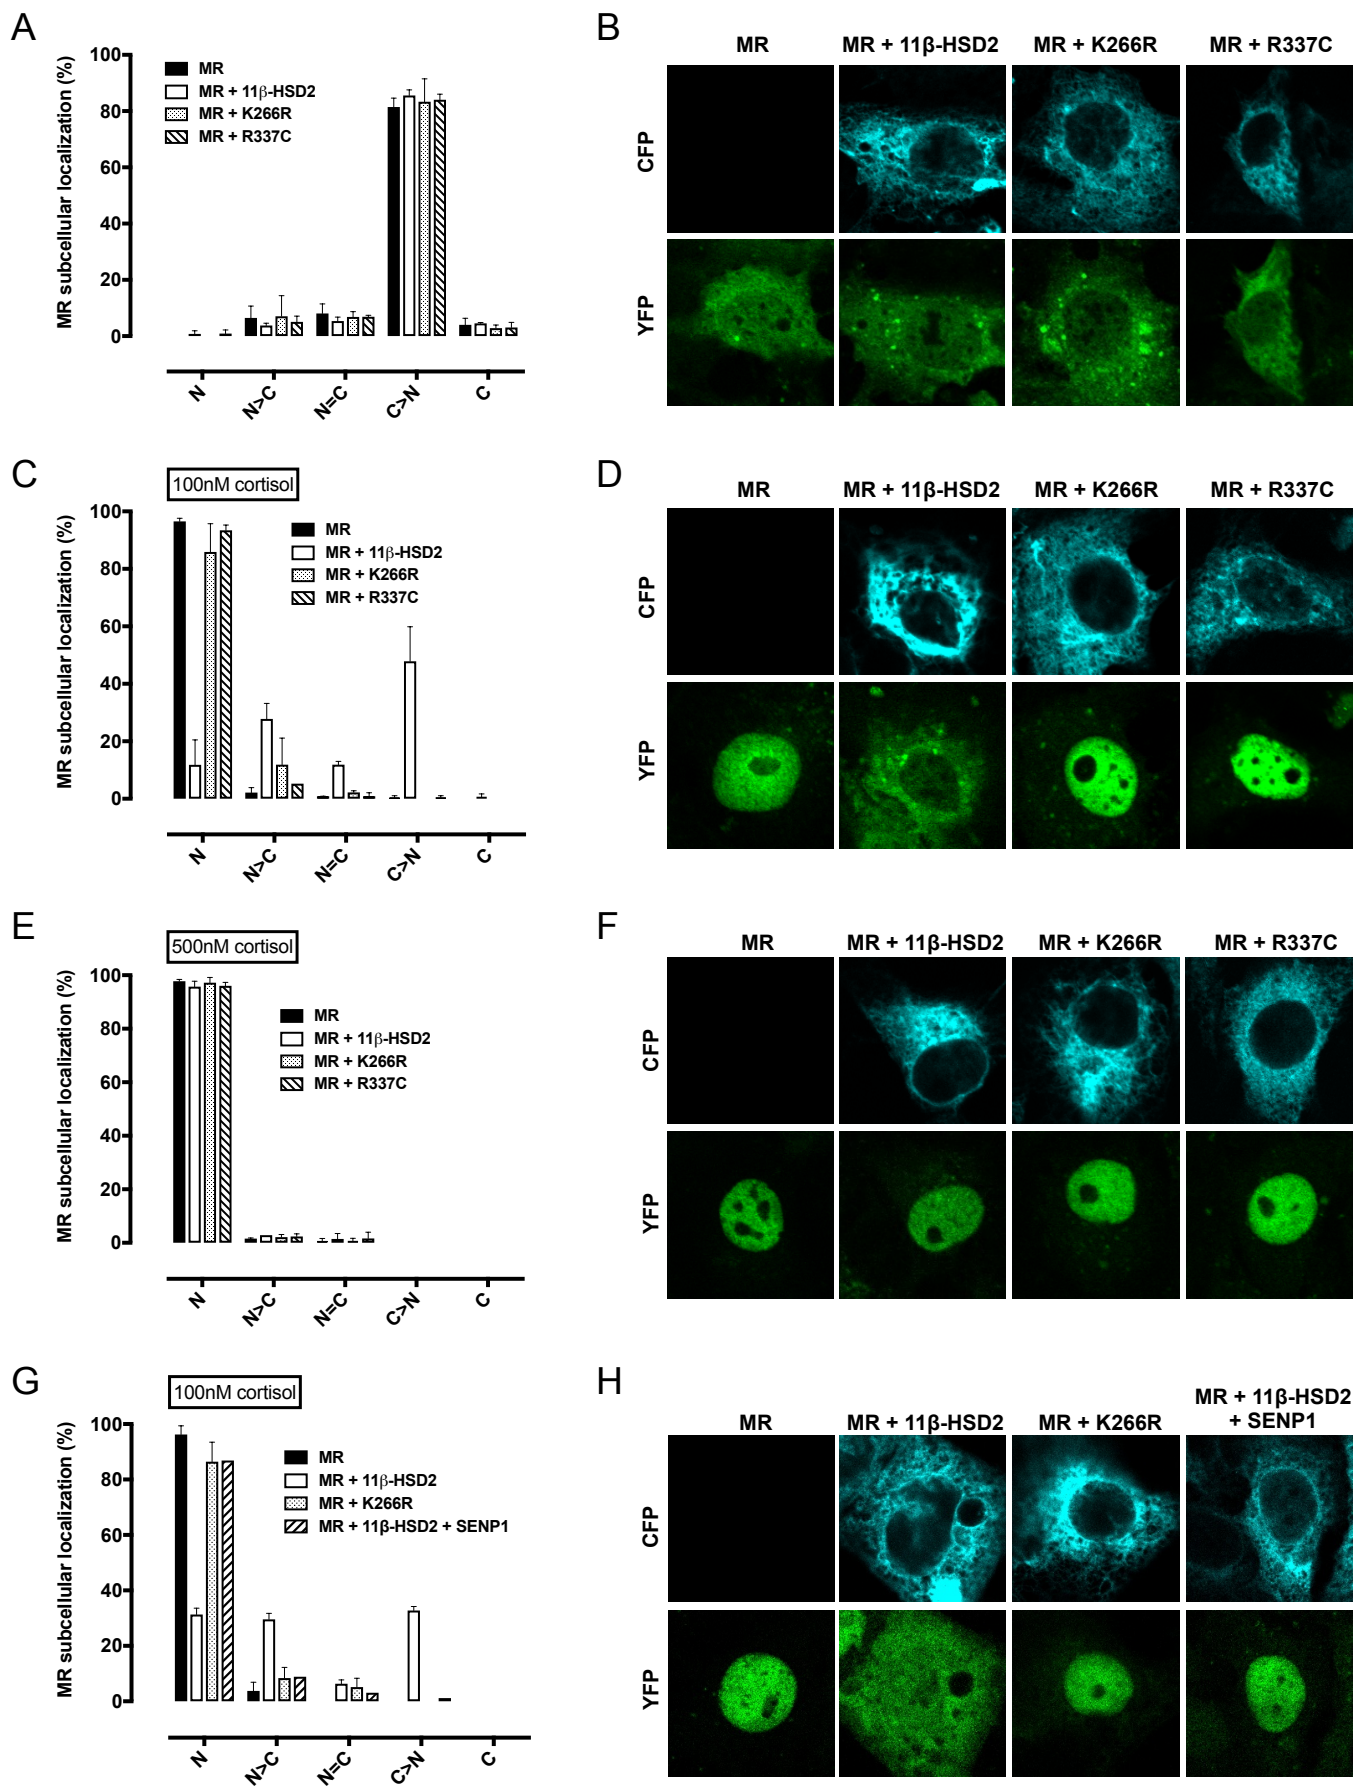 A
MR subcellular localization (%)
100
80
60
40
20
0
MR
MR + 11β-HSD2
MR + K266R
MR + R337C
N
N>C
N=C
C>N
C
B
MR
MR + 11β-HSD2
MR + K266R
MR + R337C
CFP
YFP
C
100nM cortisol
MR subcellular localization (%)
100
80
60
40
20
0
MR
MR + 11β-HSD2
MR + K266R
MR + R337C
N
N>C
N=C
C>N
C
D
MR
MR + 11β-HSD2
MR + K266R
MR + R337C
CFP
YFP
E
500nM cortisol
MR subcellular localization (%)
100
80
60
40
20
0
MR
MR + 11β-HSD2
MR + K266R
MR + R337C
N
N>C
N=C
C>N
C
F
MR
MR + 11β-HSD2
MR + K266R
MR + R337C
CFP
YFP
G
100nM cortisol
MR subcellular localization (%)
100
80
60
40
20
0
MR
MR + 11β-HSD2
MR + K266R
MR + 11β-HSD2 + SENP1
N
N>C
N=C
C>N
C
H
MR
MR + 11β-HSD2
MR + K266R
MR + 11β-HSD2
+ SENP1
CFP
YFP